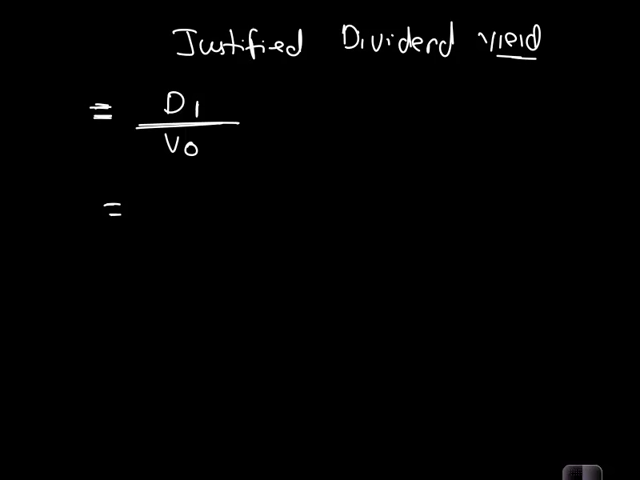 Justified Dividend yield
= D1
V0
=